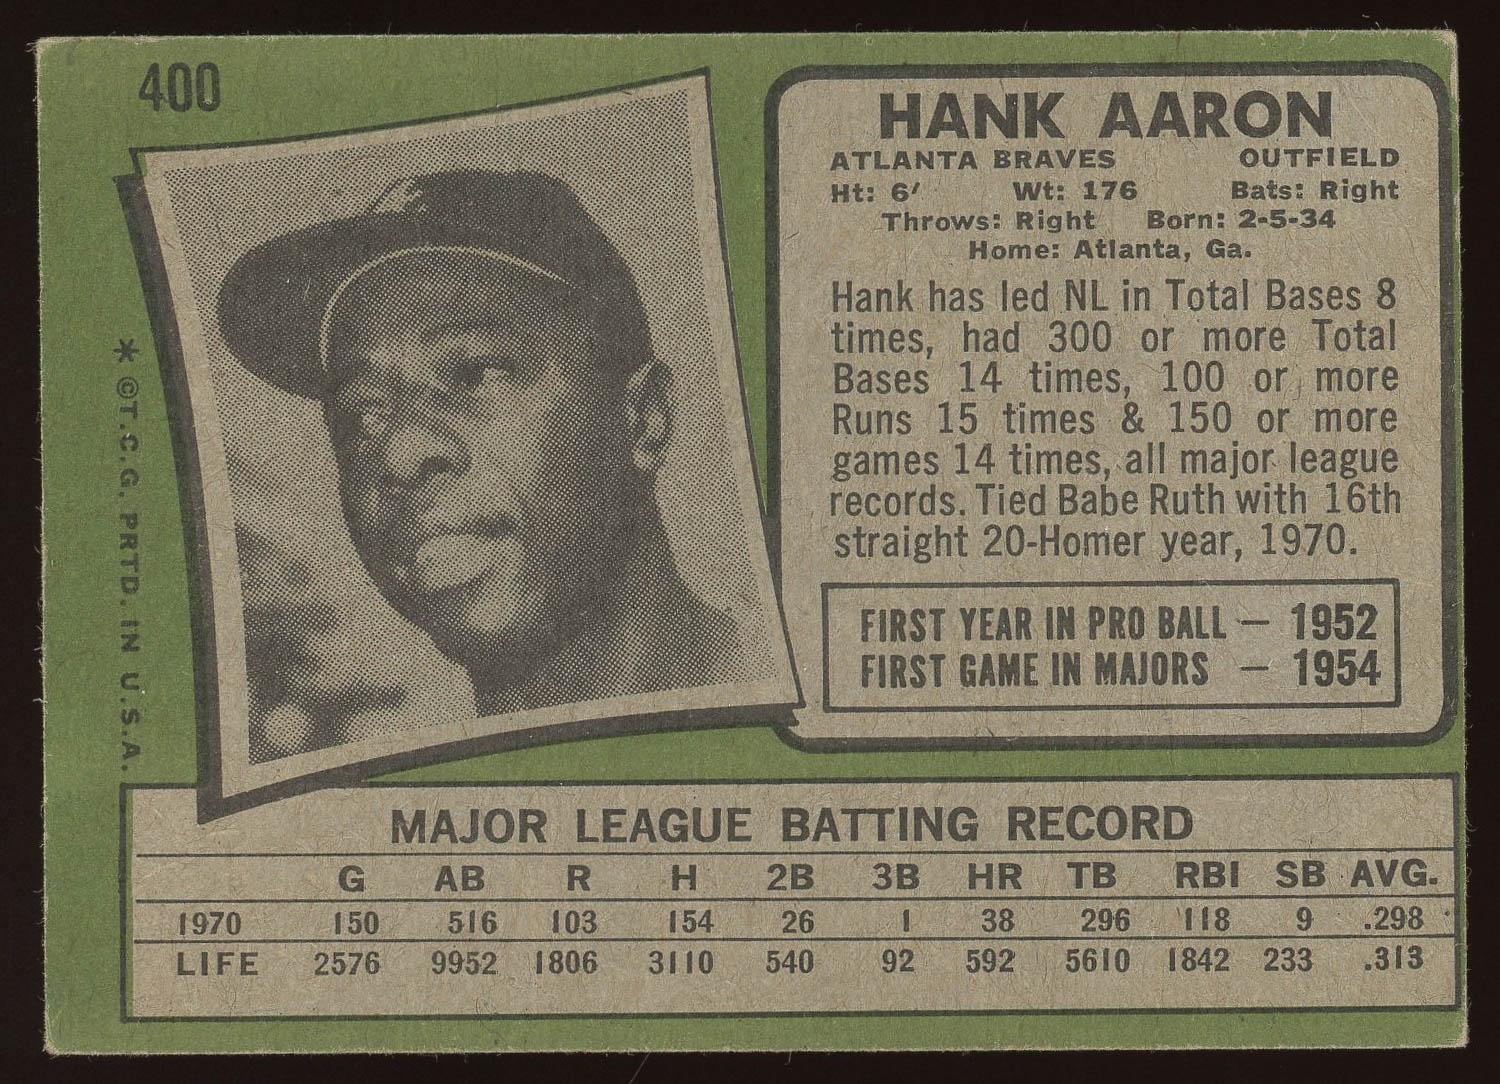 400
HANK AARON
ATLANTA BRAVES OUTFIELD
Ht: 6' Wt: 176 Bats: Right
Throws: Right Born: 2-5-34
Home: Atlanta, Ga.
Hank has led NL in Total Bases 8
times, had 300 or more Total
Bases 14 times, 100 or more
Runs 15 times & 150 or more
games 14 times, all major league
records. Tied Babe Ruth with 16th
straight 20-Homer year, 1970.
FIRST YEAR IN PRO BALL — 1952
FIRST GAME IN MAJORS — 1954
* ©T.C.G. PRTD. IN U.S.A.
MAJOR LEAGUE BATTING RECORD
G AB R H 2B 3B HR TB RBI SB AVG.
1970 150 516 103 154 26 1 38 296 118 9 .298
LIFE 2576 9952 1806 3110 540 92 592 5610 1842 233 .313